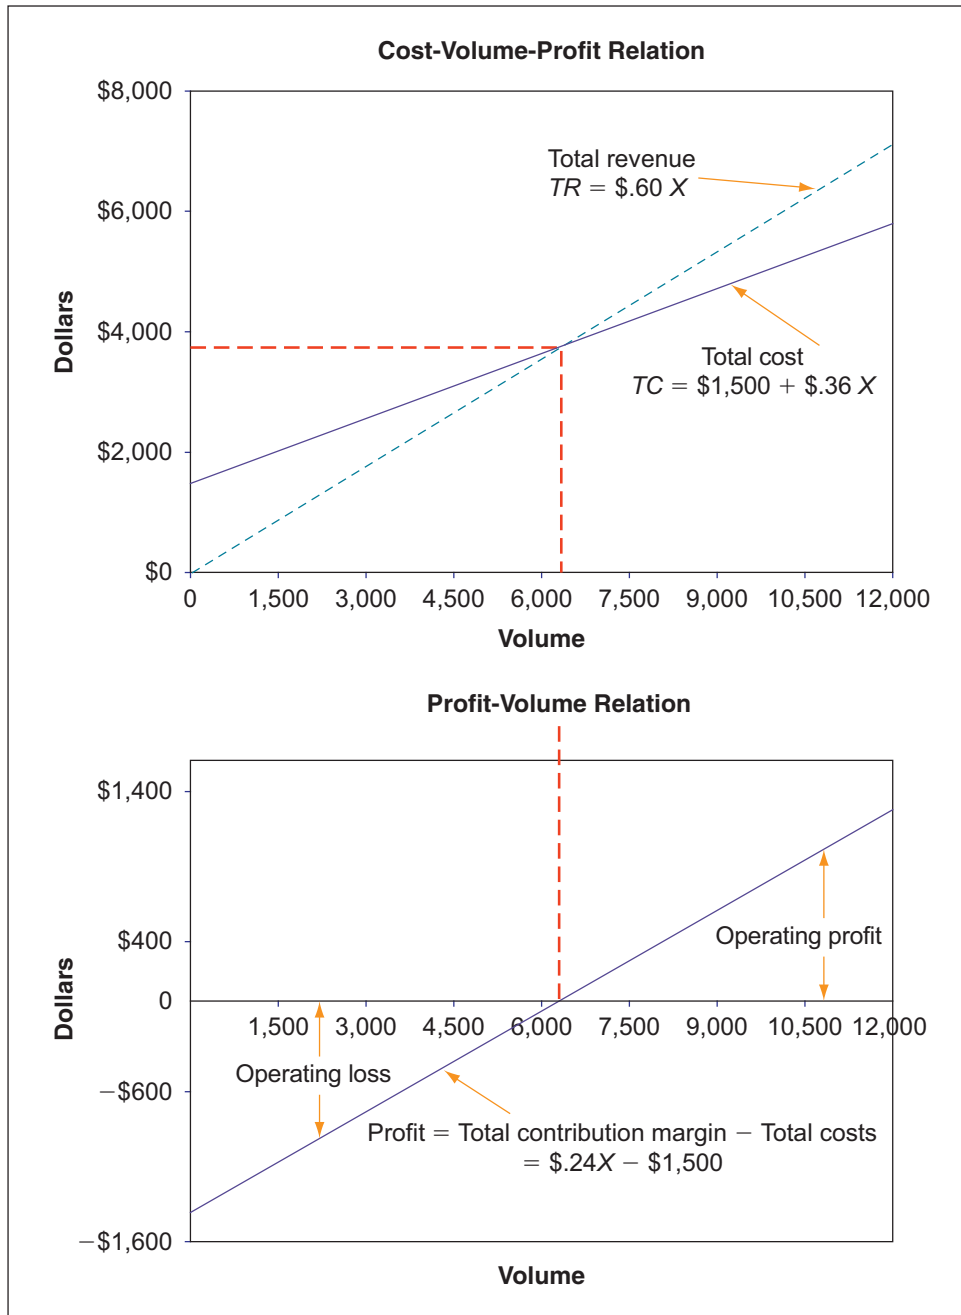 Cost-Volume-Profit Relation
$8,000
Total revenue
TR = $.60 X
$6,000
Dollars
$4,000
Total cost
TC = $1,500 + $.36 X
$2,000
$0
0 1,500 3,000 4,500 6,000 7,500 9,000 10,500 12,000
Volume
Profit-Volume Relation
$1,400
Operating profit
$400
Dollars
0
1,500 3,000 4,500 6,000 7,500 9,000 10,500 12,000
Operating loss
−$600
Profit = Total contribution margin − Total costs
= $.24X − $1,500
−$1,600
Volume